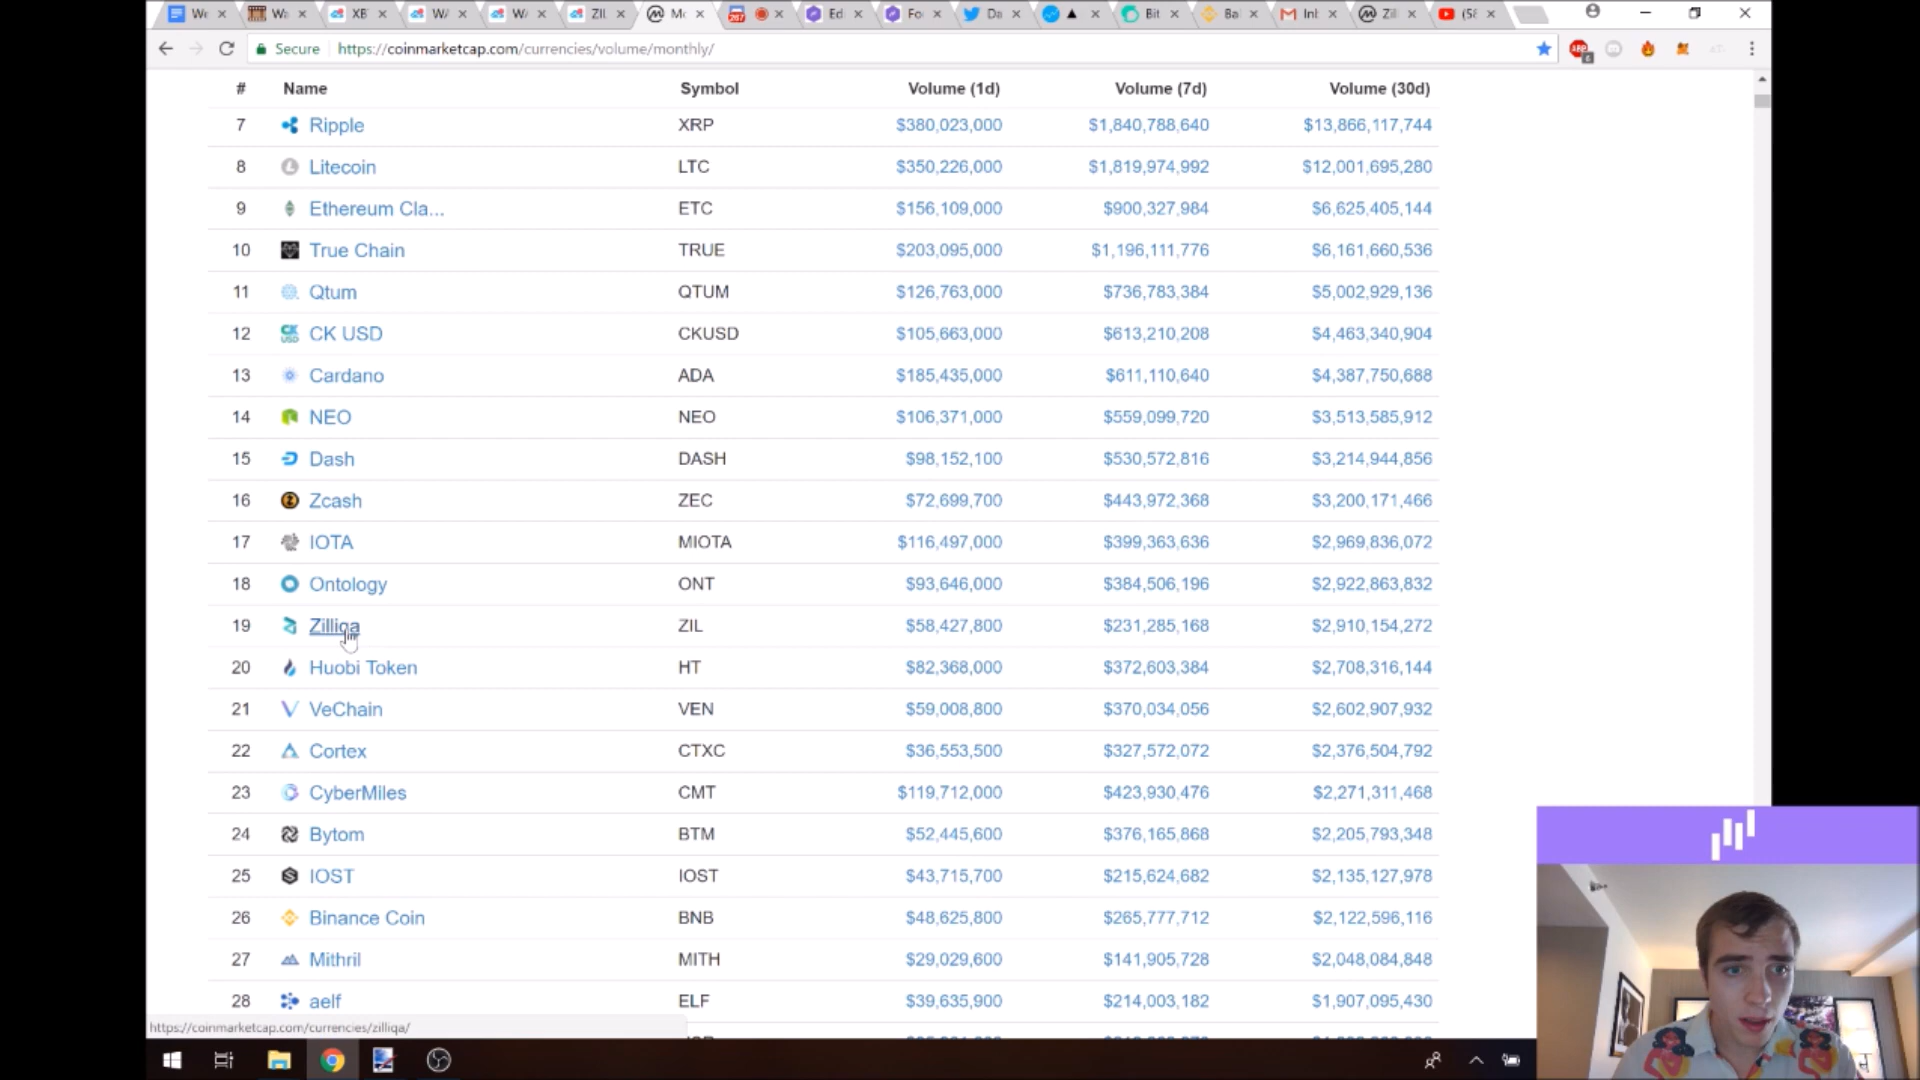 We
XB
ZIL
Mc
Ed
Fo
Da
Bit
Ba
Inl
Zil
Secure https://coinmarketcap.com/currencies/volume/monthly/
# Name Symbol Volume (1d) Volume (7d) Volume (30d)
7 Ripple XRP $380,023,000 $1,840,788,640 $13,866,117,744
8 Litecoin LTC $350,226,000 $1,819,974,992 $12,001,695,280
9 Ethereum Cla... ETC $156,109,000 $900,327,984 $6,625,405,144
10 True Chain TRUE $203,095,000 $1,196,111,776 $6,161,660,536
11 Qtum QTUM $126,763,000 $736,783,384 $5,002,929,136
12 CK USD CKUSD $105,663,000 $613,210,208 $4,463,340,904
13 Cardano ADA $185,435,000 $611,110,640 $4,387,750,688
14 NEO NEO $106,371,000 $559,099,720 $3,513,585,912
15 Dash DASH $98,152,100 $530,572,816 $3,214,944,856
16 Zcash ZEC $72,699,700 $443,972,368 $3,200,171,466
17 IOTA MIOTA $116,497,000 $399,363,636 $2,969,836,072
18 Ontology ONT $93,646,000 $384,506,196 $2,922,863,832
19 Zilliqa ZIL $58,427,800 $231,285,168 $2,910,154,272
20 Huobi Token HT $82,368,000 $372,603,384 $2,708,316,144
21 VeChain VEN $59,008,800 $370,034,056 $2,602,907,932
22 Cortex CTXC $36,553,500 $327,572,072 $2,376,504,792
23 CyberMiles CMT $119,712,000 $423,930,476 $2,271,311,468
24 Bytom BTM $52,445,600 $376,165,868 $2,205,793,348
25 IOST IOST $43,715,700 $215,624,682 $2,135,127,978
26 Binance Coin BNB $48,625,800 $265,777,712 $2,122,596,116
27 Mithril MITH $29,029,600 $141,905,728 $2,048,084,848
28 aelf ELF $39,635,900 $214,003,182 $1,907,095,430
https://coinmarketcap.com/currencies/zilliqa/